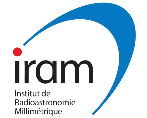 iram
Institut de
Radioastronomie
Millimétrique